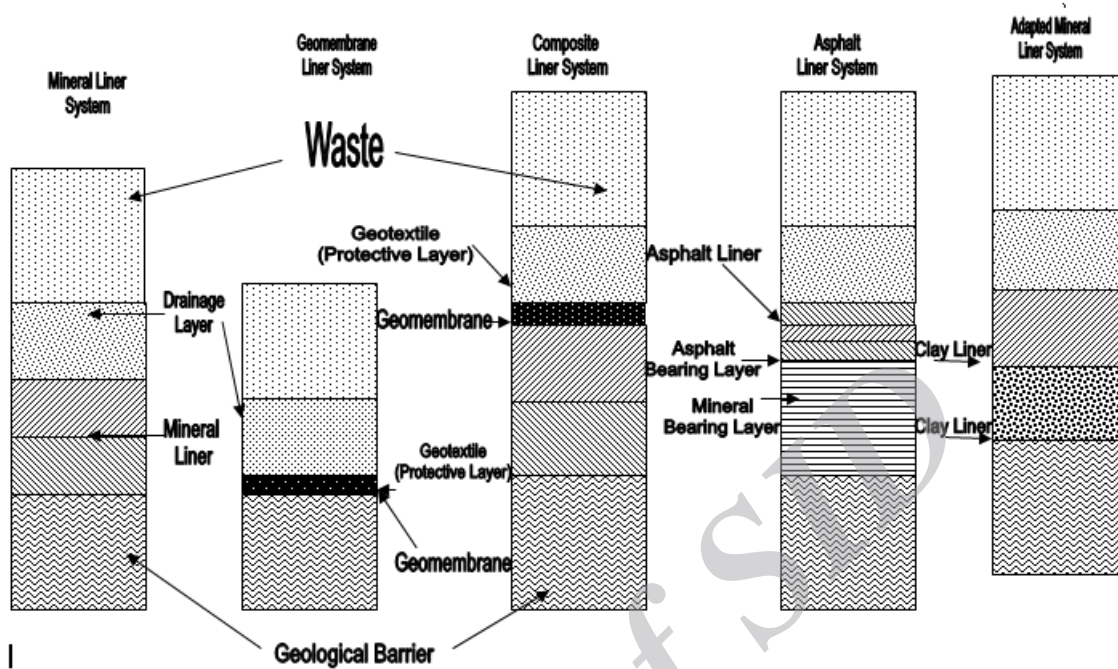 Mineral Liner
System
Geomembrane
Liner System
Composite
Liner System
Asphalt
Liner System
Adapted Mineral
Liner System
Waste
Geotextile
(Protective Layer)
Asphalt Liner
Drainage
Layer
Geomembrane
Asphalt
Bearing Layer
Clay Liner
Mineral
Bearing Layer
Clay Liner
Mineral
Liner
Geotextile
(Protective Layer)
Geomembrane
Geological Barrier
f SID